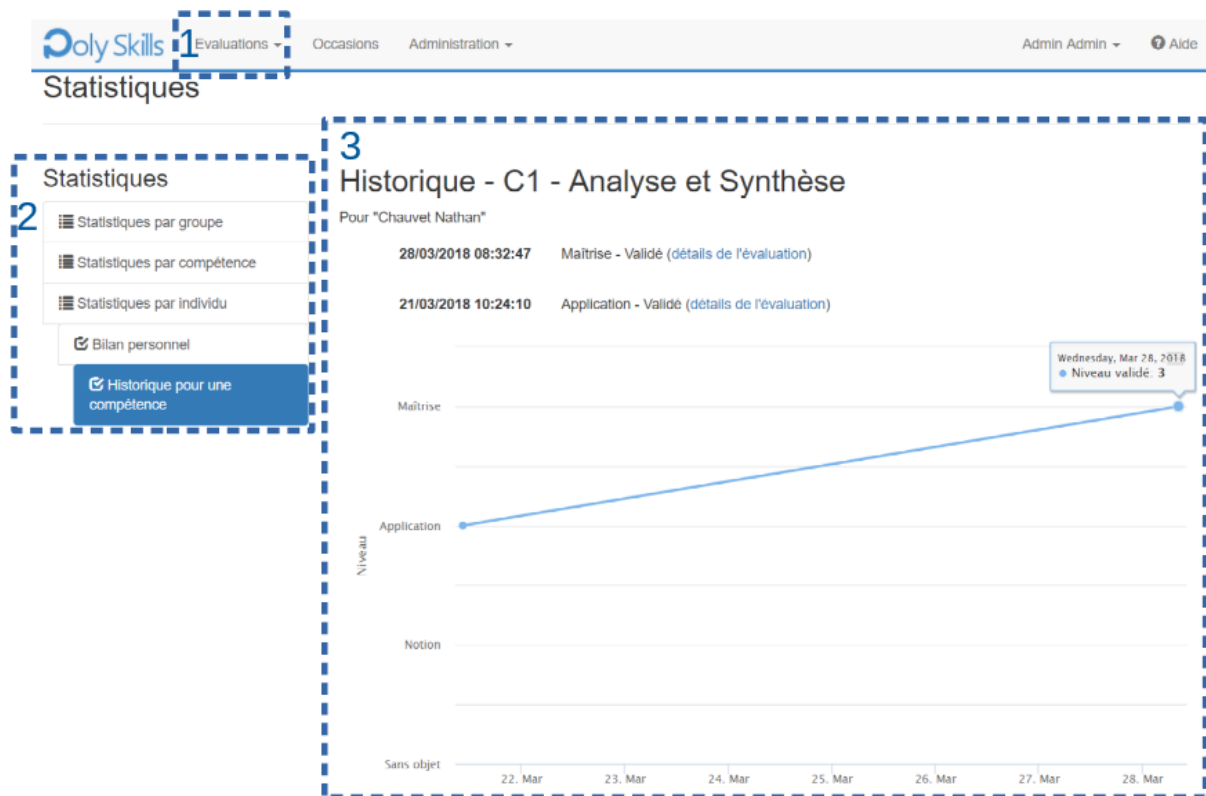 Poly Skills 1 Evaluations Occasions Administration Admin Admin Aide
Statistiques
3
Statistiques
Historique - C1 - Analyse et Synthèse
2
Statistiques par groupe
Pour "Chauvet Nathan"
Statistiques par compétence
28/03/2018 08:32:47 Maîtrise - Validé (détails de l'évaluation)
Statistiques par individu
21/03/2018 10:24:10 Application - Validé (détails de l'évaluation)
Bilan personnel
Historique pour une
compétence
Wednesday, Mar 28, 2018
Niveau validé: 3
Maîtrise
Application
Niveau
Notion
Sans objet
22. Mar 23. Mar 24. Mar 25. Mar 26. Mar 27. Mar 28. Mar